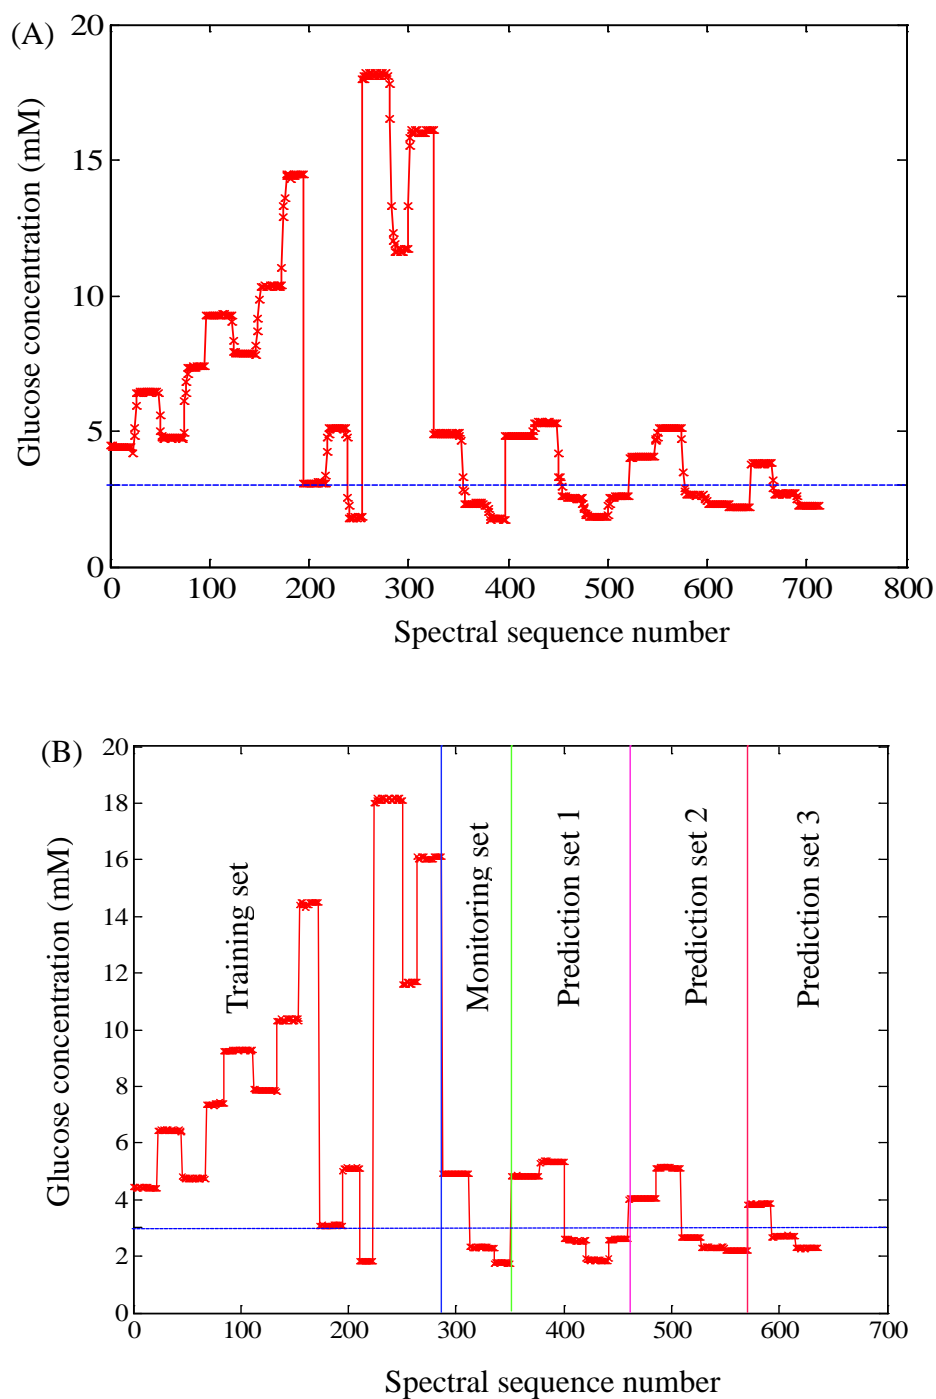 (A)
20
15
10
5
0
Glucose concentration (mM)
0 100 200 300 400 500 600 700 800
Spectral sequence number
(B)
20
18
16
14
12
10
8
6
4
2
0
Glucose concentration (mM)
Training set
Monitoring set
Prediction set 1
Prediction set 2
Prediction set 3
0 100 200 300 400 500 600 700
Spectral sequence number